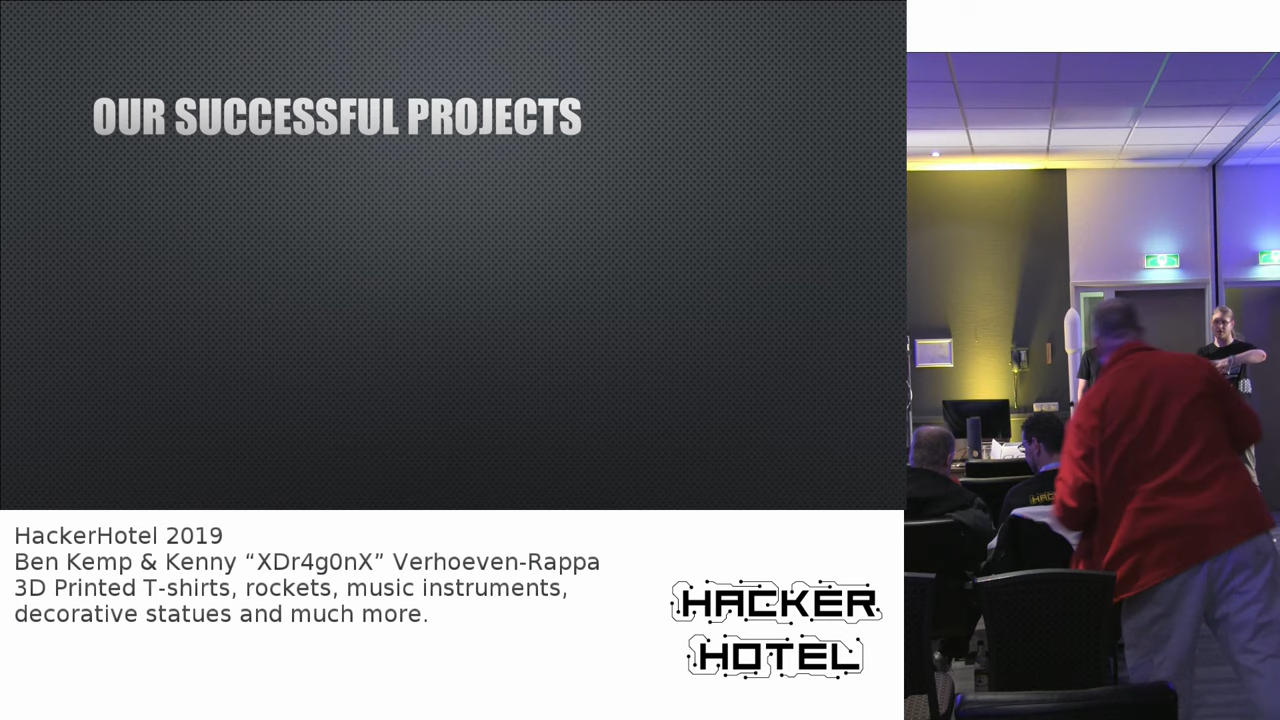 OUR SUCCESSFUL PROJECTS
HackerHotel 2019
Ben Kemp & Kenny “XDr4g0nX” Verhoeven-Rappa
3D Printed T-shirts, rockets, music instruments,
decorative statues and much more.
HACKER
HOTEL
HAC